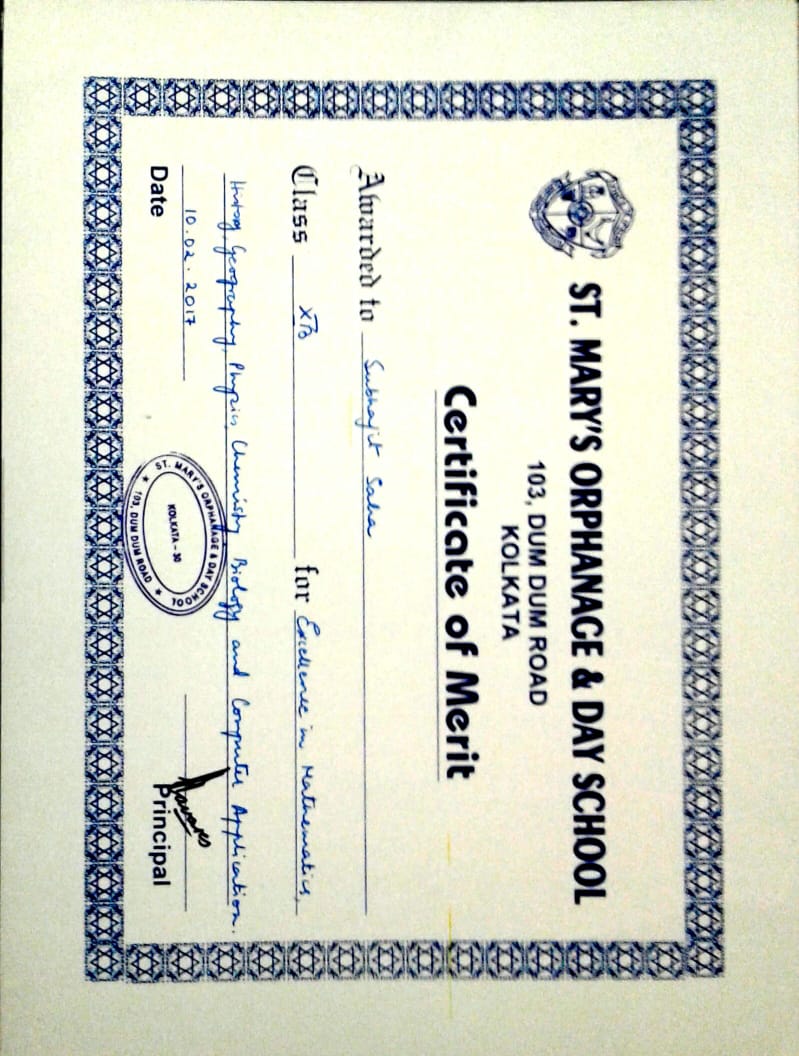 ST. MARY'S ORPHANAGE & DAY SCHOOL
103, DUM DUM ROAD
KOLKATA
Certificate of Merit
Awarded to Subhajit Saha
Class XB for Excellence in Mathematics,
History, Geography, Physics, Chemistry, Biology and Computer Application.
10.02.2017
Date
ST. MARY'S ORPHANAGE & DAY SCHOOL
KOLKATA - 30
103, DUM DUM ROAD
Principal